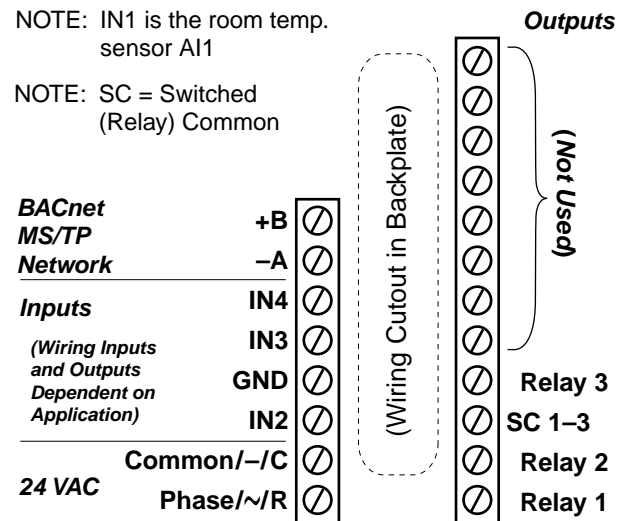 NOTE: IN1 is the room temp.
sensor AI1
NOTE: SC = Switched
(Relay) Common
Outputs
(Not Used)
(Wiring Cutout in Backplate)
BACnet
MS/TP
Network
+B
–A
Inputs
(Wiring Inputs
and Outputs
Dependent on
Application)
IN4
IN3
GND
IN2
24 VAC
Common/–/C
Phase/~/R
Relay 3
SC 1–3
Relay 2
Relay 1